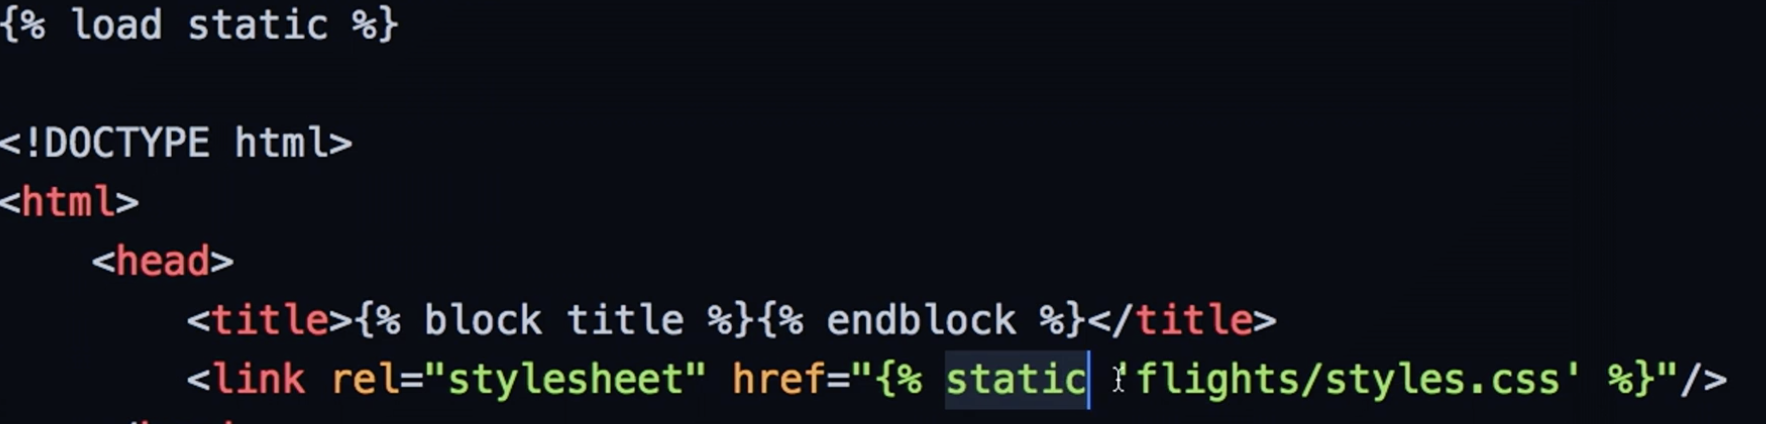 {% load static %}
<!DOCTYPE html>
<html>
<head>
<title>{% block title %}{% endblock %}</title>
<link rel="stylesheet" href="{% static 'flights/styles.css' %}"/>